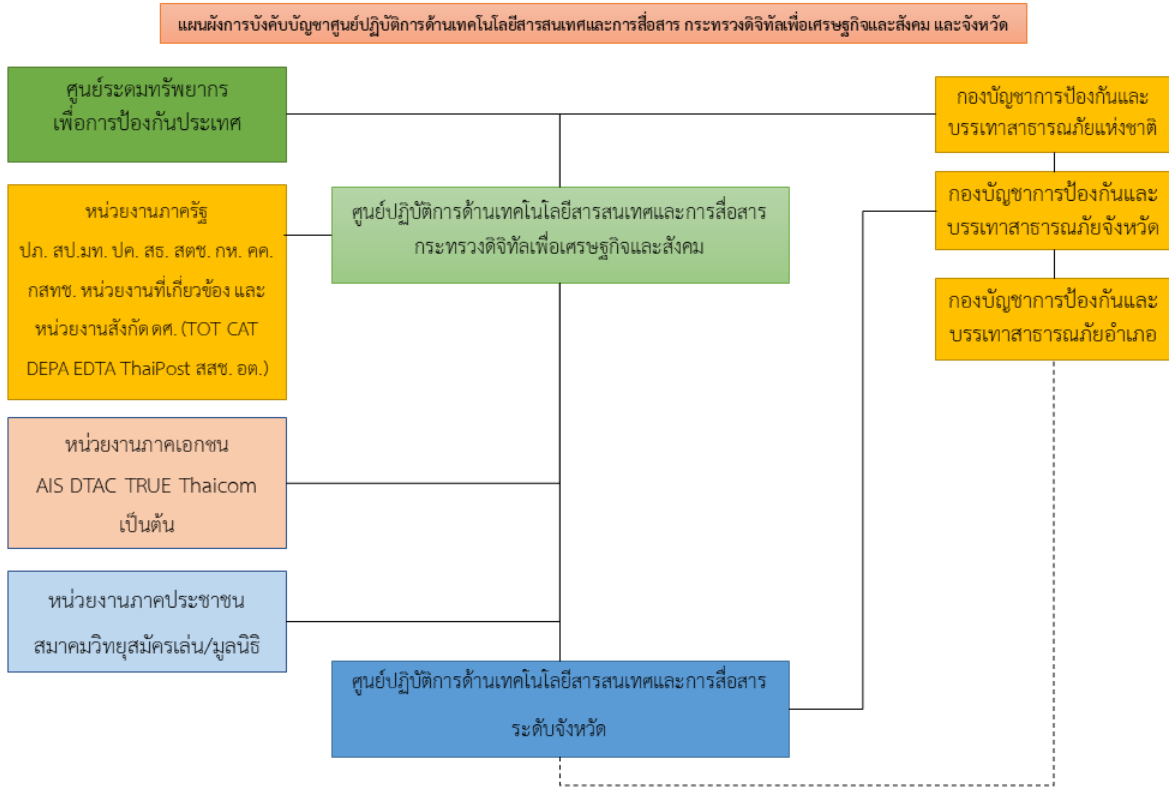 แผนผังการบังคับบัญชาศูนย์ปฏิบัติการด้านเทคโนโลยีสารสนเทศและการสื่อสาร กระทรวงดิจิทัลเพื่อเศรษฐกิจและสังคม และจังหวัด
ศูนย์ระดมทรัพยากร
เพื่อการป้องกันประเทศ
กองบัญชาการป้องกันและ
บรรเทาสาธารณภัยแห่งชาติ
หน่วยงานภาครัฐ
ปภ. สป.มท. ปค. สธ. สตช. กห. คค.
กสทช. หน่วยงานที่เกี่ยวข้อง และ
หน่วยงานสังกัด ดศ. (TOT CAT
DEPA EDTA ThaiPost สสช. อต.)
ศูนย์ปฏิบัติการด้านเทคโนโลยีสารสนเทศและการสื่อสาร
กระทรวงดิจิทัลเพื่อเศรษฐกิจและสังคม
กองบัญชาการป้องกันและ
บรรเทาสาธารณภัยจังหวัด
กองบัญชาการป้องกันและ
บรรเทาสาธารณภัยอำเภอ
หน่วยงานภาคเอกชน
AIS DTAC TRUE Thaicom
เป็นต้น
หน่วยงานภาคประชาชน
สมาคมวิทยุสมัครเล่น/มูลนิธิ
ศูนย์ปฏิบัติการด้านเทคโนโลยีสารสนเทศและการสื่อสาร
ระดับจังหวัด